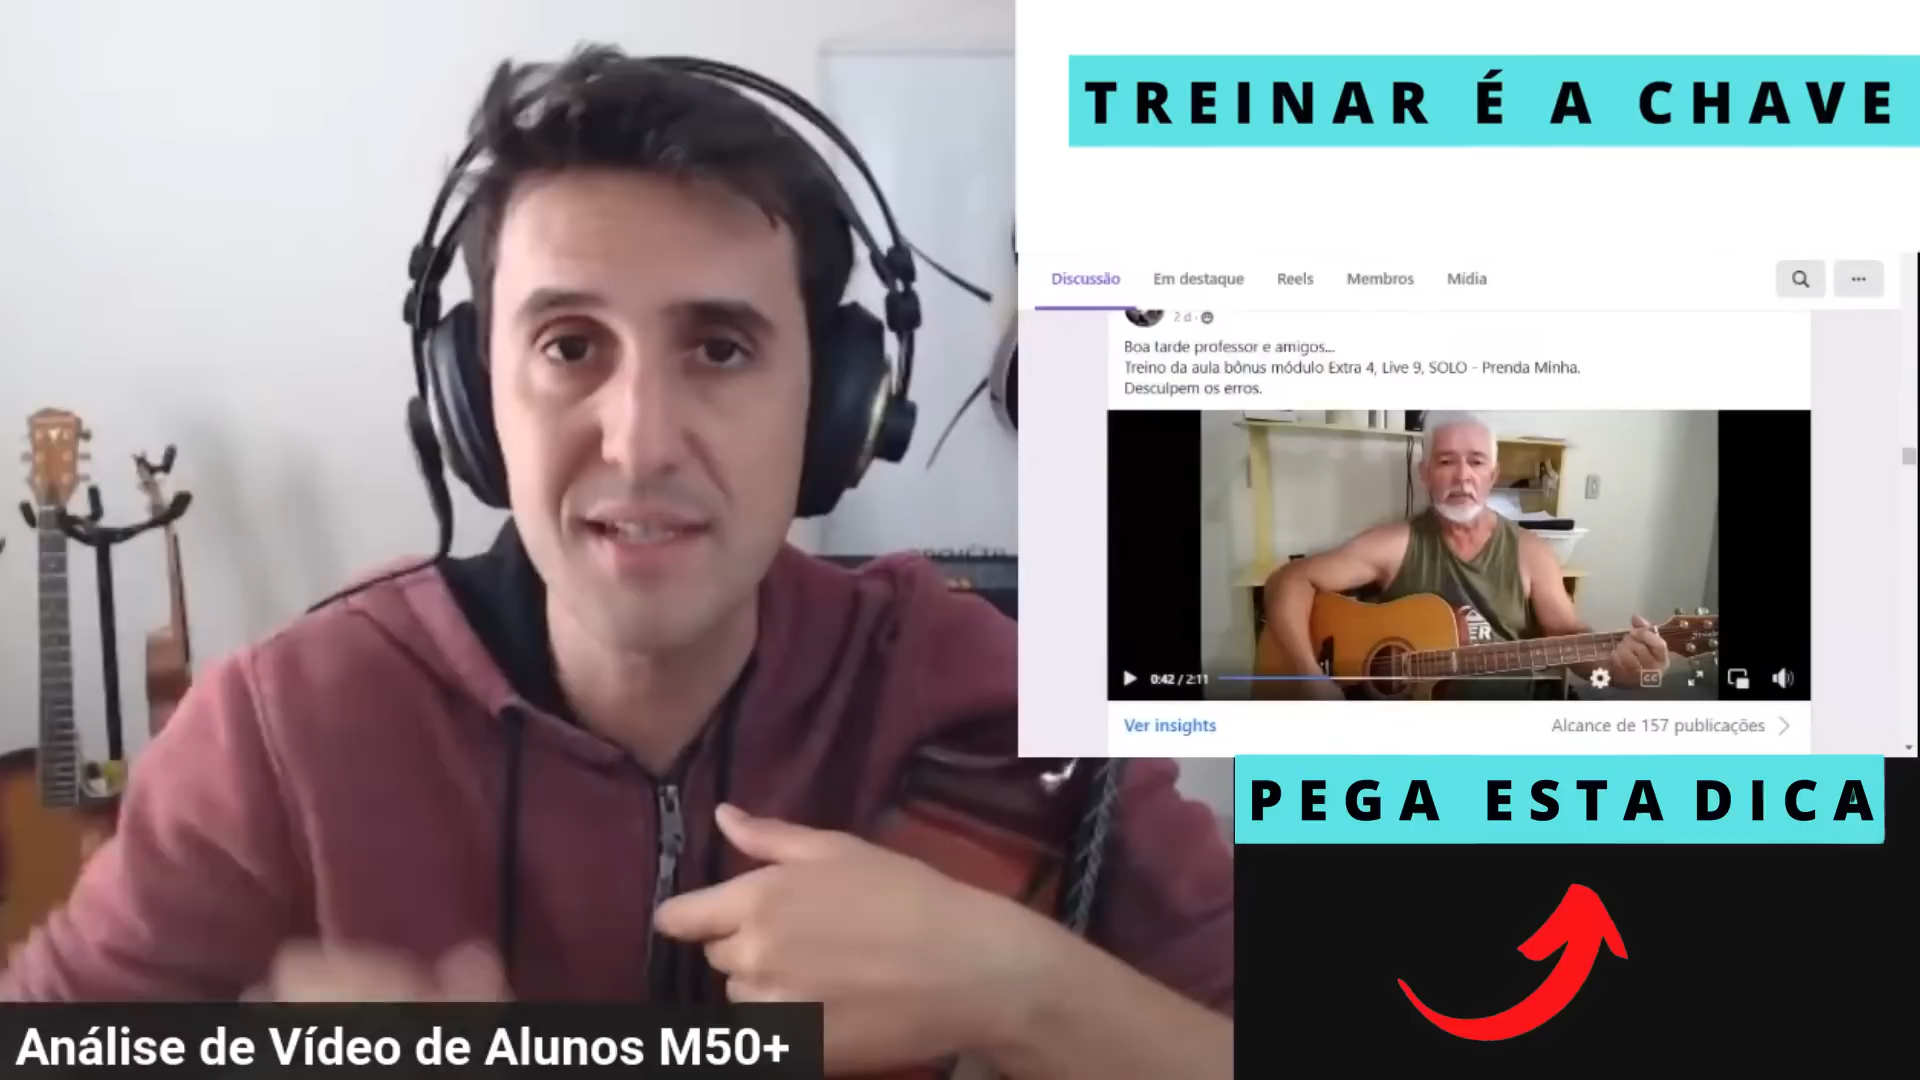 TREINAR É A CHAVE
Discussão Em destaque Reels Membros Mídia
2 d
Boa tarde professor e amigos...
Treino da aula bônus módulo Extra 4, Live 9, SOLO - Prenda Minha.
Desculpem os erros.
0:42 / 2:11
CC
Ver insights
Alcance de 157 publicações
PEGA ESTA DICA
Análise de Vídeo de Alunos M50+